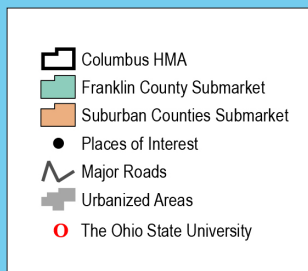 Columbus HMA
Franklin County Submarket
Suburban Counties Submarket
Places of Interest
Major Roads
Urbanized Areas
O The Ohio State University